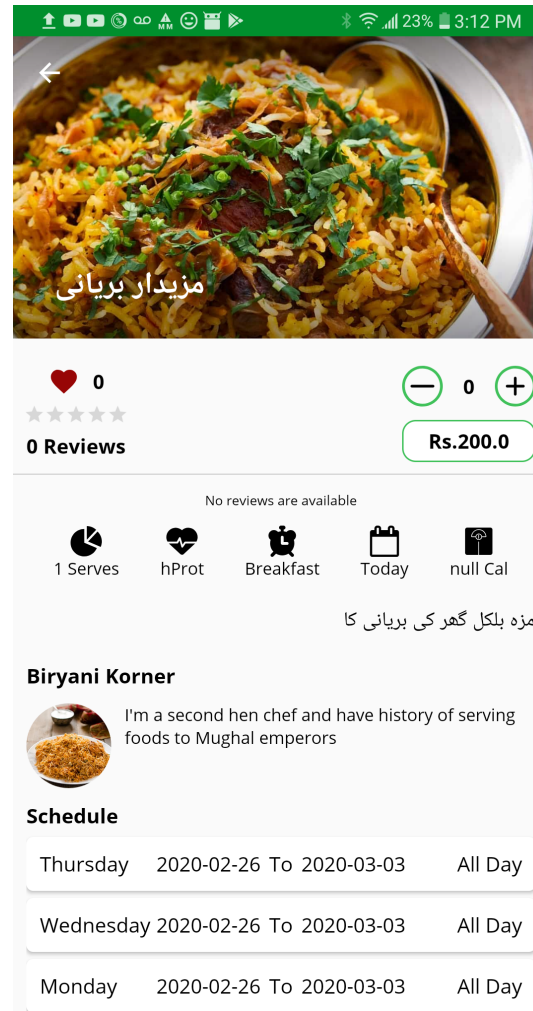 MM
23% 3:12 PM
مزیدار بریانی
0
0
0 Reviews
Rs.200.0
No reviews are available
1 Serves hProt Breakfast Today null Cal
مزه بلکل گھر کی بریانی کا
Biryani Korner
I'm a second hen chef and have history of serving
foods to Mughal emperors
Schedule
Thursday 2020-02-26 To 2020-03-03 All Day
Wednesday 2020-02-26 To 2020-03-03 All Day
Monday 2020-02-26 To 2020-03-03 All Day